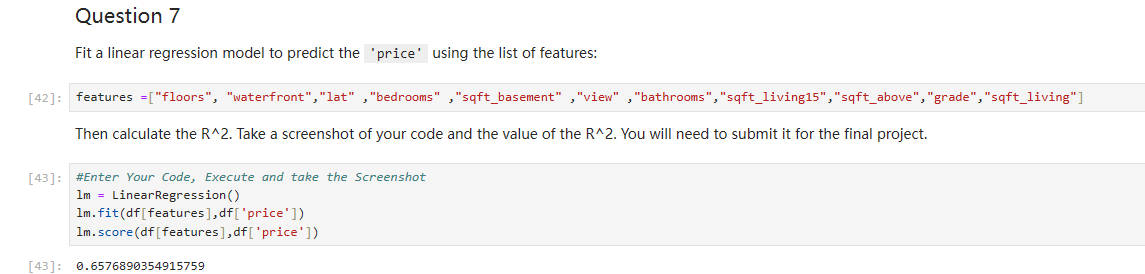 Question 7
Fit a linear regression model to predict the 'price' using the list of features:
[42]: features =["floors", "waterfront","lat" ,"bedrooms" ,"sqft_basement" ,"view" ,"bathrooms","sqft_living15","sqft_above","grade","sqft_living"]
Then calculate the R^2. Take a screenshot of your code and the value of the R^2. You will need to submit it for the final project.
[43]: #Enter Your Code, Execute and take the Screenshot
lm = LinearRegression()
lm.fit(df[features],df['price'])
lm.score(df[features],df['price'])
[43]: 0.6576890354915759